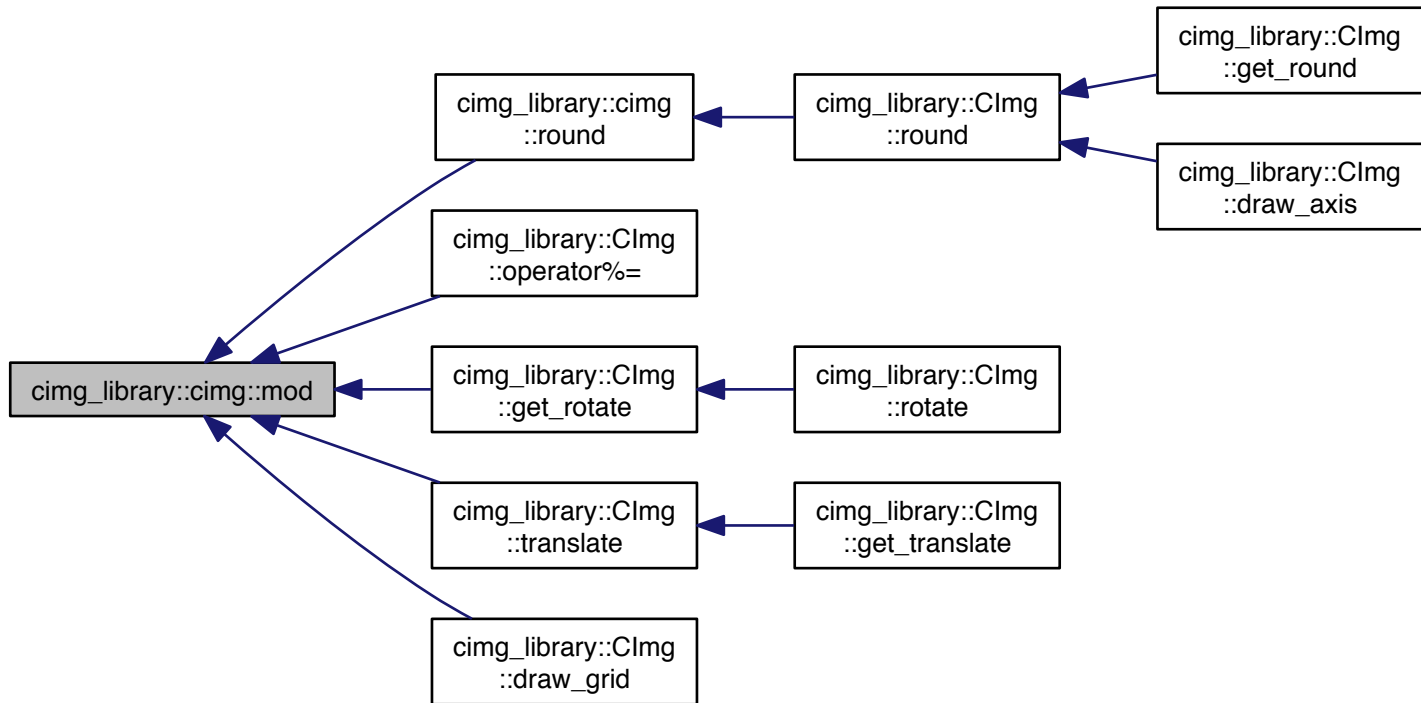 cimg_library::CImg
::get_round
cimg_library::cimg
::round
cimg_library::CImg
::round
cimg_library::CImg
::draw_axis
cimg_library::CImg
::operator%=
cimg_library::cimg::mod
cimg_library::CImg
::get_rotate
cimg_library::CImg
::rotate
cimg_library::CImg
::translate
cimg_library::CImg
::get_translate
cimg_library::CImg
::draw_grid